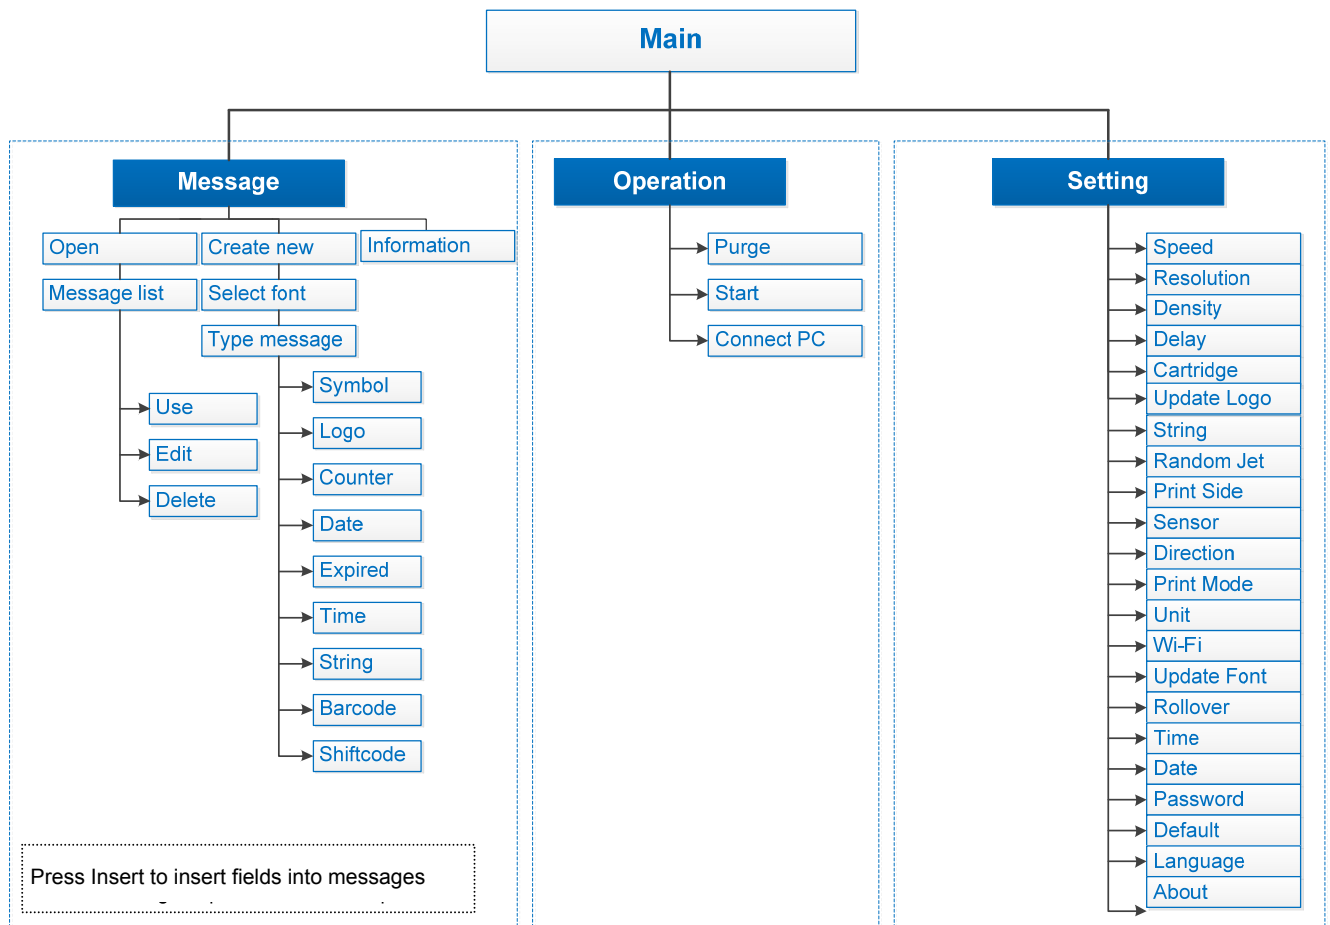 Main
Message
Operation
Setting
Open
Create new
Information
Message list
Select font
Type message
Use
Edit
Delete
Symbol
Logo
Counter
Date
Expired
Time
String
Barcode
Shiftcode
Press Insert to insert fields into messages
Purge
Start
Connect PC
Speed
Resolution
Density
Delay
Cartridge
Update Logo
String
Random Jet
Print Side
Sensor
Direction
Print Mode
Unit
Wi-Fi
Update Font
Rollover
Time
Date
Password
Default
Language
About